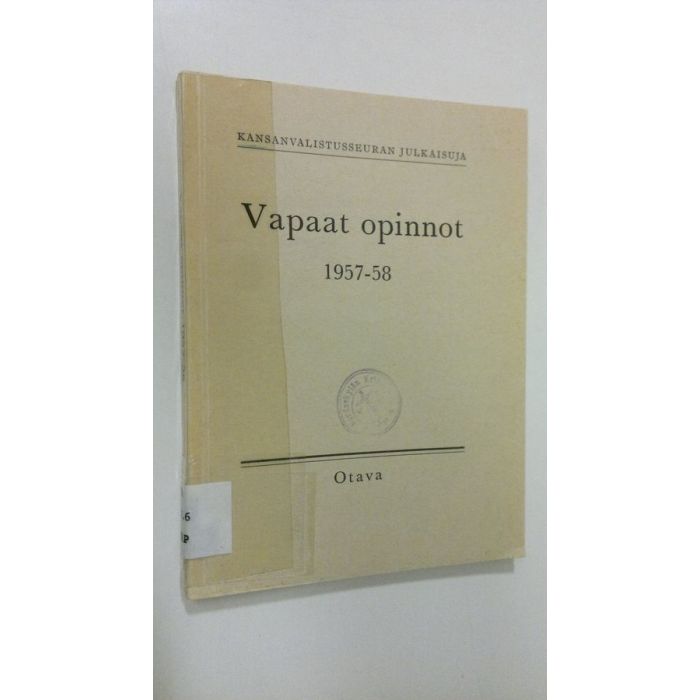 KANSANVALISTUSSEURAN JULKAISUJA
Vapaat opinnot
1957-58
Otava